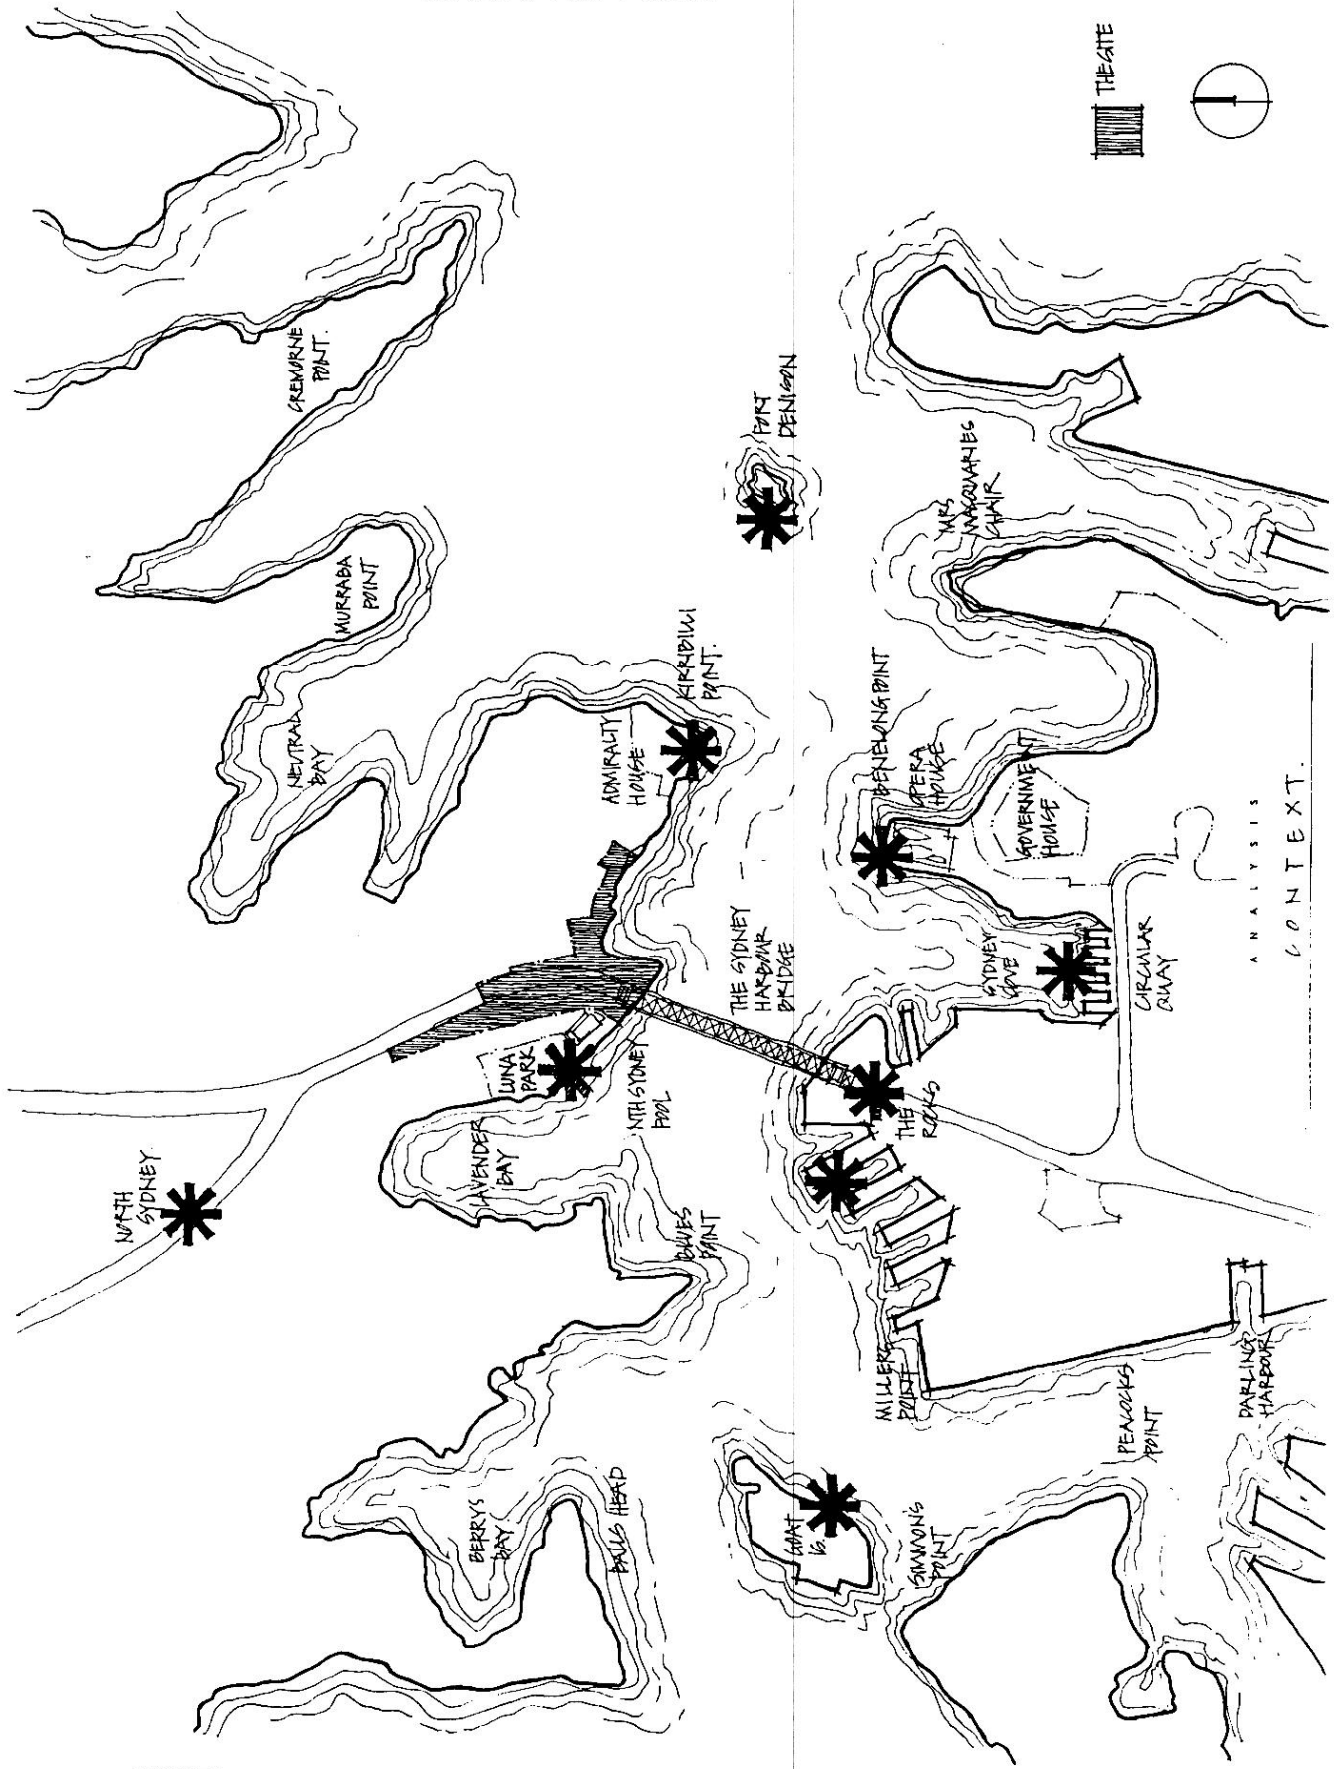 THE SITE
CREMORNE
POINT.
FORT
DENISON
MRS
MACQUARIES
CHAIR
MURRABA
POINT
KIRRIBILLI
POINT.
BENELONG POINT
OPERA
HOUSE
NEUTRAL
BAY
ADMIRALTY
HOUSE
GOVERNMENT
HOUSE
ANALYSIS
CONTEXT.
THE SYDNEY
HARBOUR
BRIDGE
SYDNEY
COVE
CIRCULAR
QUAY
LUNA
PARK
NTH SYDNEY
POOL
THE
ROCKS
NORTH
SYDNEY
LAVENDER
BAY
BLUES
POINT
MILLERS
POINT
PEACOCKS
POINT
DARLING
HARBOUR
BERRYS
BAY
BALLS HEAD
GOAT
IS.
SIMMONS
POINT